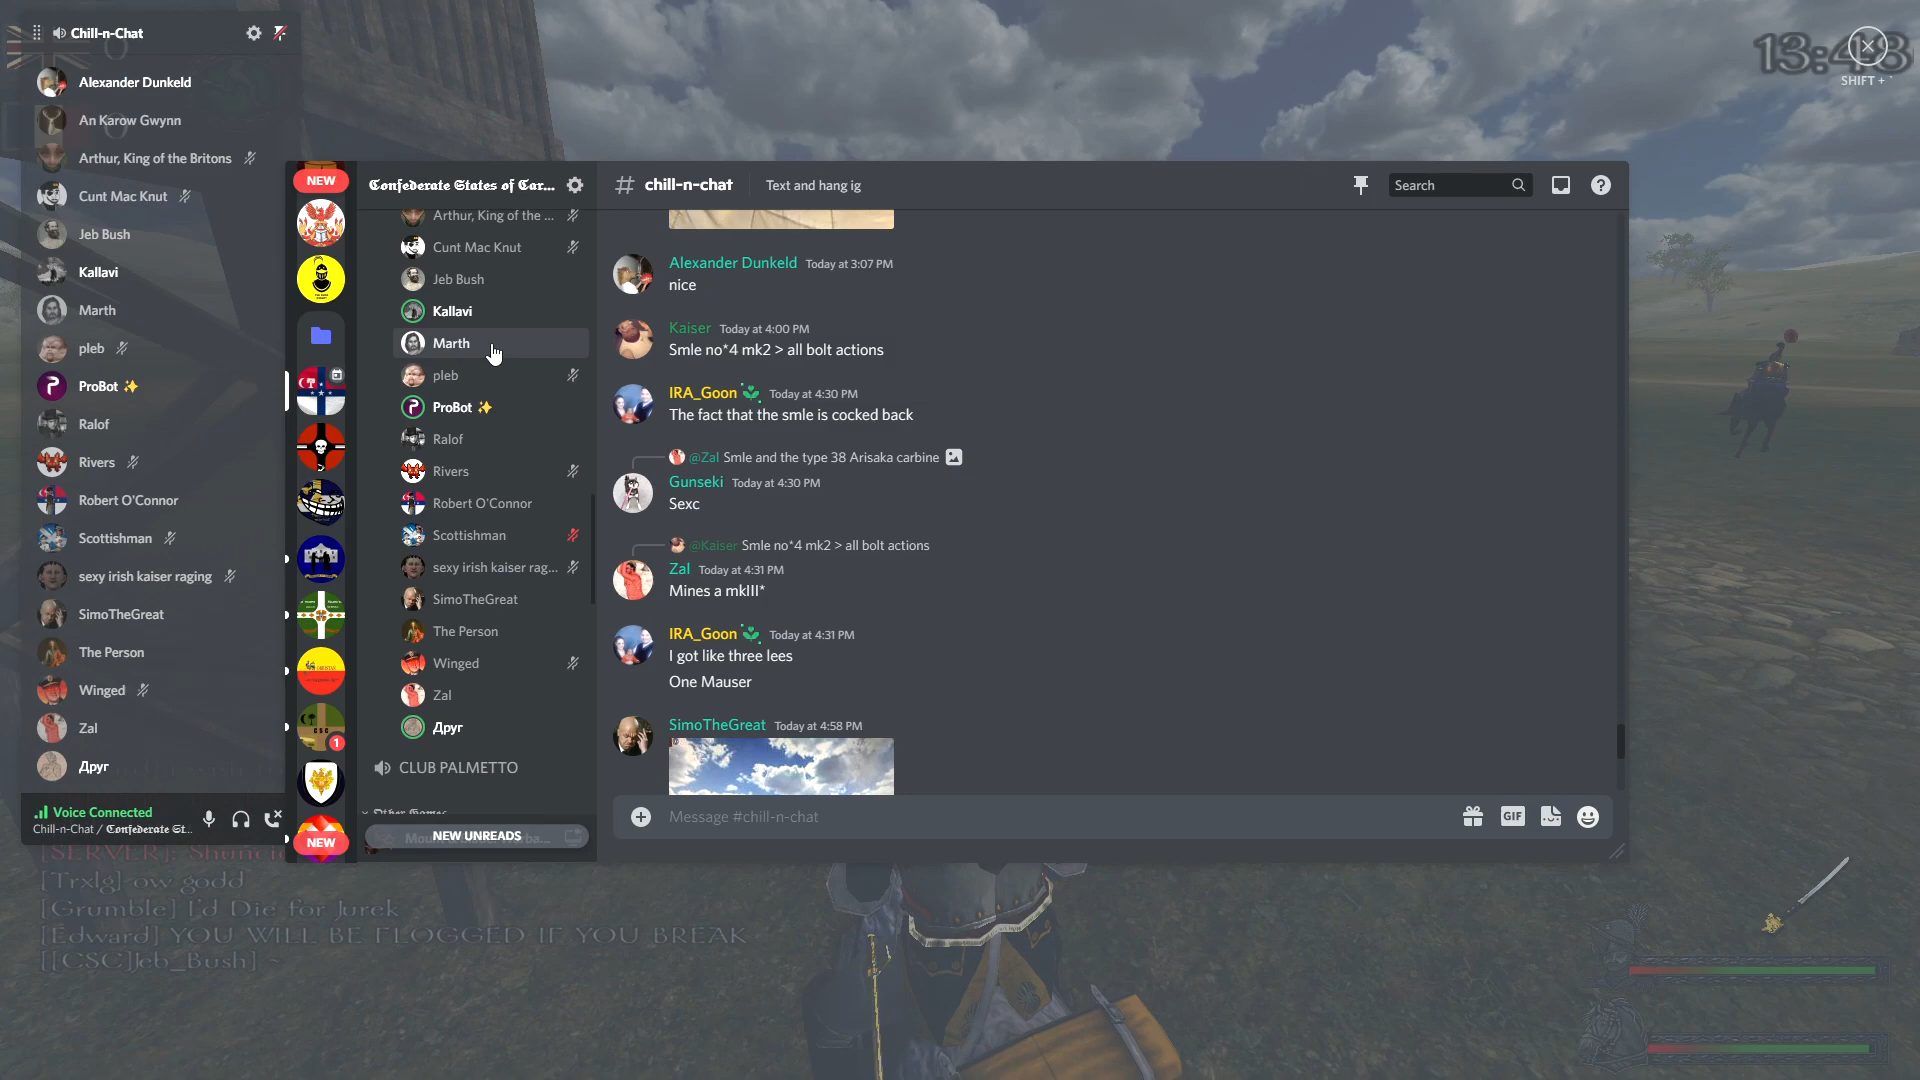 Chill-n-Chat
Alexander Dunkeld
An Karow Gwynn
Arthur, King of the Britons
Cunt Mac Knut
Jeb Bush
Kallavi
Marth
pleb
ProBot ✨
Ralof
Rivers
Robert O'Connor
Scottishman
sexy irish kaiser raging
SimoTheGreat
The Person
Winged
Zal
Друг
Voice Connected
Chill-n-Chat / Confederate St...
NEW
1
NEW
Confederate States of Car...
Arthur, King of the ...
Cunt Mac Knut
Jeb Bush
Kallavi
Marth
pleb
ProBot ✨
Ralof
Rivers
Robert O'Connor
Scottishman
sexy irish kaiser rag...
SimoTheGreat
The Person
Winged
Zal
Друг
CLUB PALMETTO
Other Games
NEW UNREADS
# chill-n-chat
Text and hang ig
Search
Alexander Dunkeld Today at 3:07 PM
nice
Kaiser Today at 4:00 PM
Smle no*4 mk2 > all bolt actions
IRA_Goon Today at 4:30 PM
The fact that the smle is cocked back
@Zal Smle and the type 38 Arisaka carbine
Gunseki Today at 4:30 PM
Sexc
@Kaiser Smle no*4 mk2 > all bolt actions
Zal Today at 4:31 PM
Mines a mkIII*
IRA_Goon Today at 4:31 PM
I got like three lees
One Mauser
SimoTheGreat Today at 4:58 PM
Message #chill-n-chat
GIF
13:48
SHIFT + `
[SERVER]:
[Trxlg] ow godd
[Grumble] I'd Die for Jurek
[Edward] YOU WILL BE FLOGGED IF YOU BREAK
[[CSC]Jeb_Bush] ~